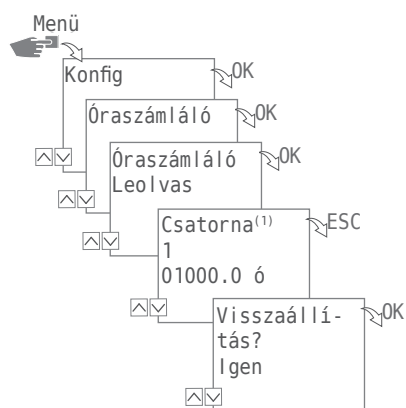 Menü
Konfig
OK
Óraszámláló
OK
Óraszámláló
OK
Leolvas
Csatorna(1)
ESC
1
01000.0 ó
Visszaállí-
OK
tás?
Igen